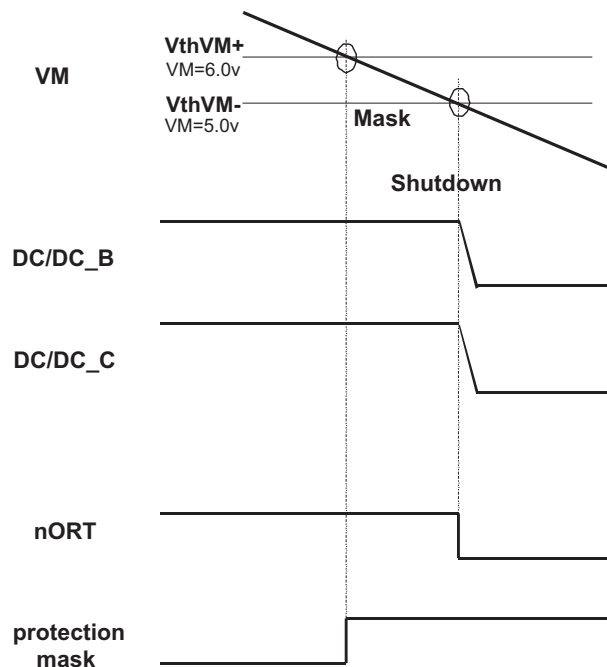 VthVM+
VM=6.0v
VM
VthVM-
VM=5.0v
Mask
Shutdown
DC/DC_B
DC/DC_C
nORT
protection
mask